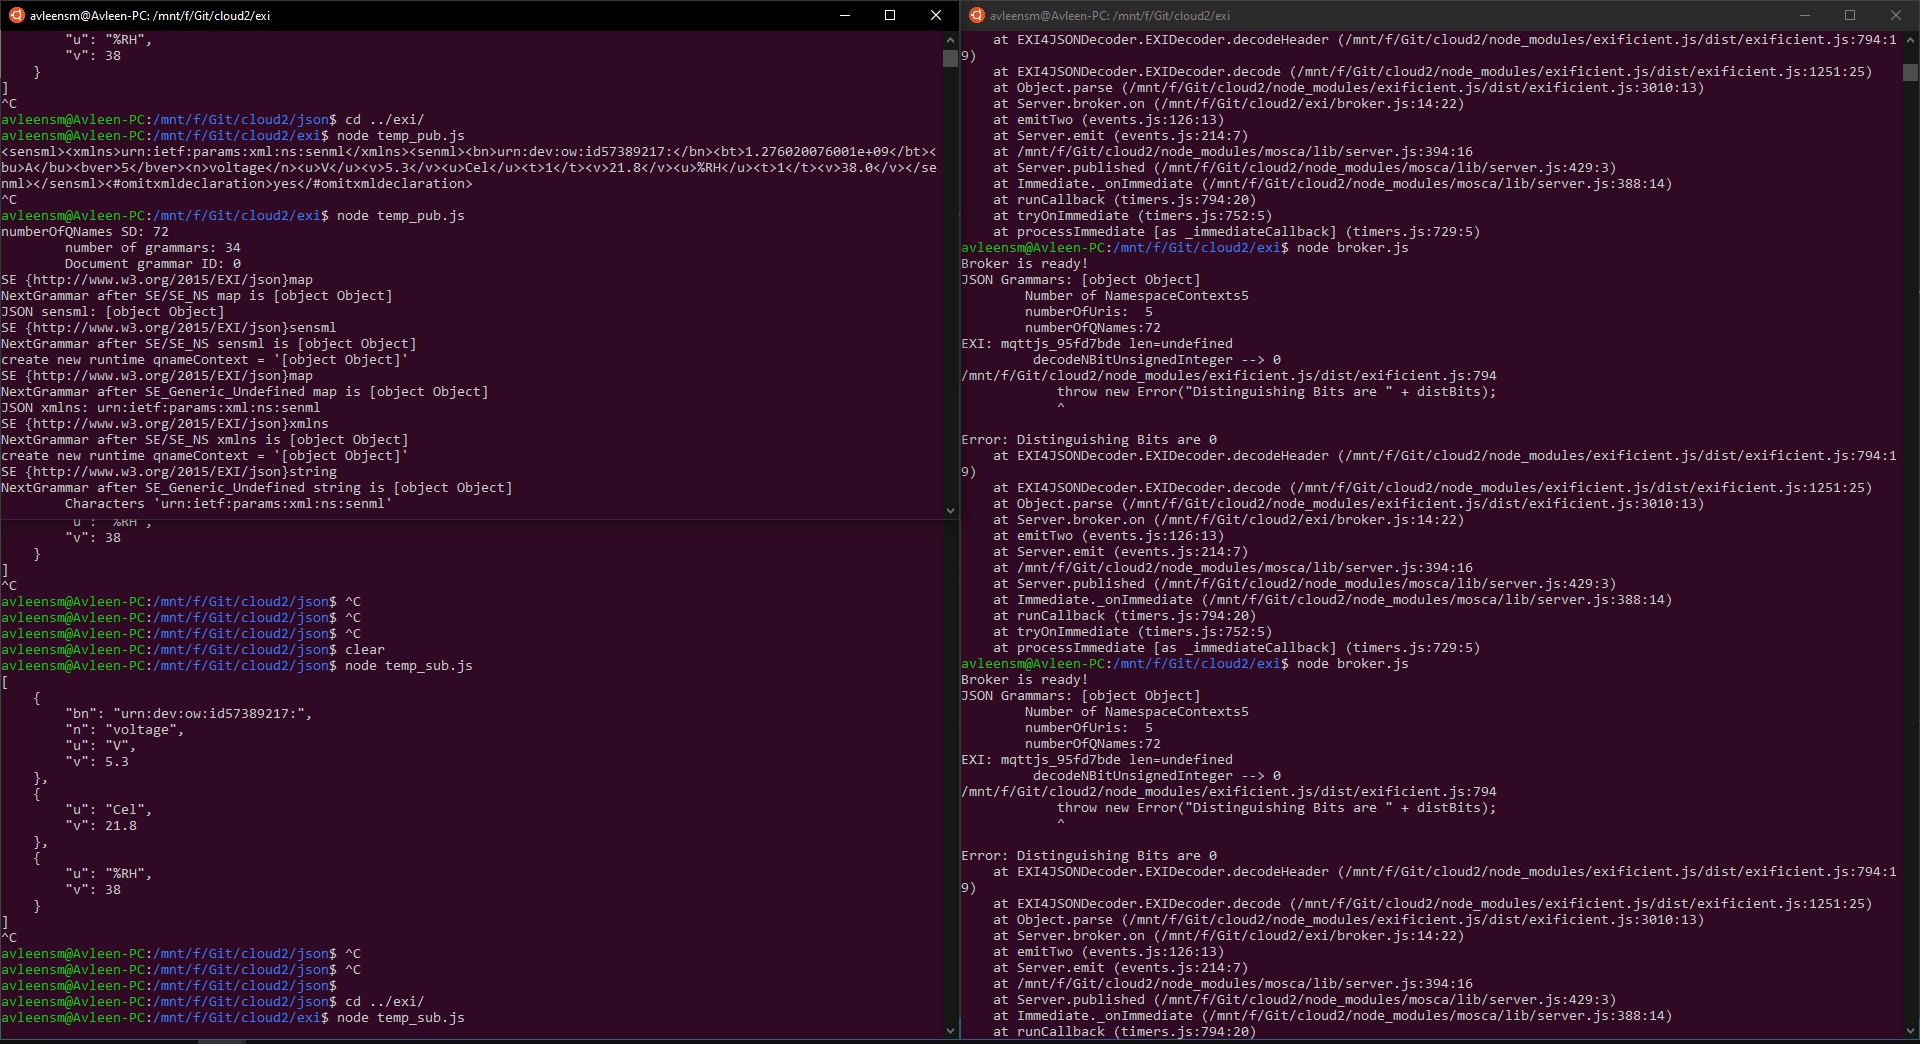 avleensm@Avleen-PC: /mnt/f/Git/cloud2/exi
"u": "%RH",
"v": 38
}
]
^C
avleensm@Avleen-PC:/mnt/f/Git/cloud2/json$ cd ../exi/
avleensm@Avleen-PC:/mnt/f/Git/cloud2/exi$ node temp_pub.js
<sensml><xmlns>urn:ietf:params:xml:ns:senml</xmlns><senml><bn>urn:dev:ow:id57389217:</bn><bt>1.276020076001e+09</bt><
bu>A</bu><bver>5</bver><n>voltage</n><u>V</u><v>5.3</v><u>Cel</u><t>1</t><v>21.8</v><u>%RH</u><t>1</t><v>38.0</v></se
nml></sensml><#omitxmldeclaration>yes</#omitxmldeclaration>
^C
avleensm@Avleen-PC:/mnt/f/Git/cloud2/exi$ node temp_pub.js
numberOfQNames SD: 72
number of grammars: 34
Document grammar ID: 0
SE {http://www.w3.org/2015/EXI/json}map
NextGrammar after SE/SE_NS map is [object Object]
JSON sensml: [object Object]
SE {http://www.w3.org/2015/EXI/json}sensml
NextGrammar after SE/SE_NS sensml is [object Object]
create new runtime qnameContext = '[object Object]'
SE {http://www.w3.org/2015/EXI/json}map
NextGrammar after SE_Generic_Undefined map is [object Object]
JSON xmlns: urn:ietf:params:xml:ns:senml
SE {http://www.w3.org/2015/EXI/json}xmlns
NextGrammar after SE/SE_NS xmlns is [object Object]
create new runtime qnameContext = '[object Object]'
SE {http://www.w3.org/2015/EXI/json}string
NextGrammar after SE_Generic_Undefined string is [object Object]
Characters 'urn:ietf:params:xml:ns:senml'
"u": "%RH",
"v": 38
}
]
^C
avleensm@Avleen-PC:/mnt/f/Git/cloud2/json$ ^C
avleensm@Avleen-PC:/mnt/f/Git/cloud2/json$ ^C
avleensm@Avleen-PC:/mnt/f/Git/cloud2/json$ ^C
avleensm@Avleen-PC:/mnt/f/Git/cloud2/json$ clear
avleensm@Avleen-PC:/mnt/f/Git/cloud2/json$ node temp_sub.js
[
{
"bn": "urn:dev:ow:id57389217:",
"n": "voltage",
"u": "V",
"v": 5.3
},
{
"u": "Cel",
"v": 21.8
},
{
"u": "%RH",
"v": 38
}
]
^C
avleensm@Avleen-PC:/mnt/f/Git/cloud2/json$ ^C
avleensm@Avleen-PC:/mnt/f/Git/cloud2/json$ ^C
avleensm@Avleen-PC:/mnt/f/Git/cloud2/json$
avleensm@Avleen-PC:/mnt/f/Git/cloud2/json$ cd ../exi/
avleensm@Avleen-PC:/mnt/f/Git/cloud2/exi$ node temp_sub.js
avleensm@Avleen-PC: /mnt/f/Git/cloud2/exi
at EXI4JSONDecoder.EXIDecoder.decodeHeader (/mnt/f/Git/cloud2/node_modules/exificient.js/dist/exificient.js:794:1
9)
at EXI4JSONDecoder.EXIDecoder.decode (/mnt/f/Git/cloud2/node_modules/exificient.js/dist/exificient.js:1251:25)
at Object.parse (/mnt/f/Git/cloud2/node_modules/exificient.js/dist/exificient.js:3010:13)
at Server.broker.on (/mnt/f/Git/cloud2/exi/broker.js:14:22)
at emitTwo (events.js:126:13)
at Server.emit (events.js:214:7)
at /mnt/f/Git/cloud2/node_modules/mosca/lib/server.js:394:16
at Server.published (/mnt/f/Git/cloud2/node_modules/mosca/lib/server.js:429:3)
at Immediate._onImmediate (/mnt/f/Git/cloud2/node_modules/mosca/lib/server.js:388:14)
at runCallback (timers.js:794:20)
at tryOnImmediate (timers.js:752:5)
at processImmediate [as _immediateCallback] (timers.js:729:5)
avleensm@Avleen-PC:/mnt/f/Git/cloud2/exi$ node broker.js
Broker is ready!
JSON Grammars: [object Object]
Number of NamespaceContexts5
numberOfUris:  5
numberOfQNames:72
EXI: mqttjs_95fd7bde len=undefined
decodeNBitUnsignedInteger --> 0
/mnt/f/Git/cloud2/node_modules/exificient.js/dist/exificient.js:794
throw new Error("Distinguishing Bits are " + distBits);
^
Error: Distinguishing Bits are 0
at EXI4JSONDecoder.EXIDecoder.decodeHeader (/mnt/f/Git/cloud2/node_modules/exificient.js/dist/exificient.js:794:1
9)
at EXI4JSONDecoder.EXIDecoder.decode (/mnt/f/Git/cloud2/node_modules/exificient.js/dist/exificient.js:1251:25)
at Object.parse (/mnt/f/Git/cloud2/node_modules/exificient.js/dist/exificient.js:3010:13)
at Server.broker.on (/mnt/f/Git/cloud2/exi/broker.js:14:22)
at emitTwo (events.js:126:13)
at Server.emit (events.js:214:7)
at /mnt/f/Git/cloud2/node_modules/mosca/lib/server.js:394:16
at Server.published (/mnt/f/Git/cloud2/node_modules/mosca/lib/server.js:429:3)
at Immediate._onImmediate (/mnt/f/Git/cloud2/node_modules/mosca/lib/server.js:388:14)
at runCallback (timers.js:794:20)
at tryOnImmediate (timers.js:752:5)
at processImmediate [as _immediateCallback] (timers.js:729:5)
avleensm@Avleen-PC:/mnt/f/Git/cloud2/exi$ node broker.js
Broker is ready!
JSON Grammars: [object Object]
Number of NamespaceContexts5
numberOfUris:  5
numberOfQNames:72
EXI: mqttjs_95fd7bde len=undefined
decodeNBitUnsignedInteger --> 0
/mnt/f/Git/cloud2/node_modules/exificient.js/dist/exificient.js:794
throw new Error("Distinguishing Bits are " + distBits);
^
Error: Distinguishing Bits are 0
at EXI4JSONDecoder.EXIDecoder.decodeHeader (/mnt/f/Git/cloud2/node_modules/exificient.js/dist/exificient.js:794:1
9)
at EXI4JSONDecoder.EXIDecoder.decode (/mnt/f/Git/cloud2/node_modules/exificient.js/dist/exificient.js:1251:25)
at Object.parse (/mnt/f/Git/cloud2/node_modules/exificient.js/dist/exificient.js:3010:13)
at Server.broker.on (/mnt/f/Git/cloud2/exi/broker.js:14:22)
at emitTwo (events.js:126:13)
at Server.emit (events.js:214:7)
at /mnt/f/Git/cloud2/node_modules/mosca/lib/server.js:394:16
at Server.published (/mnt/f/Git/cloud2/node_modules/mosca/lib/server.js:429:3)
at Immediate._onImmediate (/mnt/f/Git/cloud2/node_modules/mosca/lib/server.js:388:14)
at runCallback (timers.js:794:20)